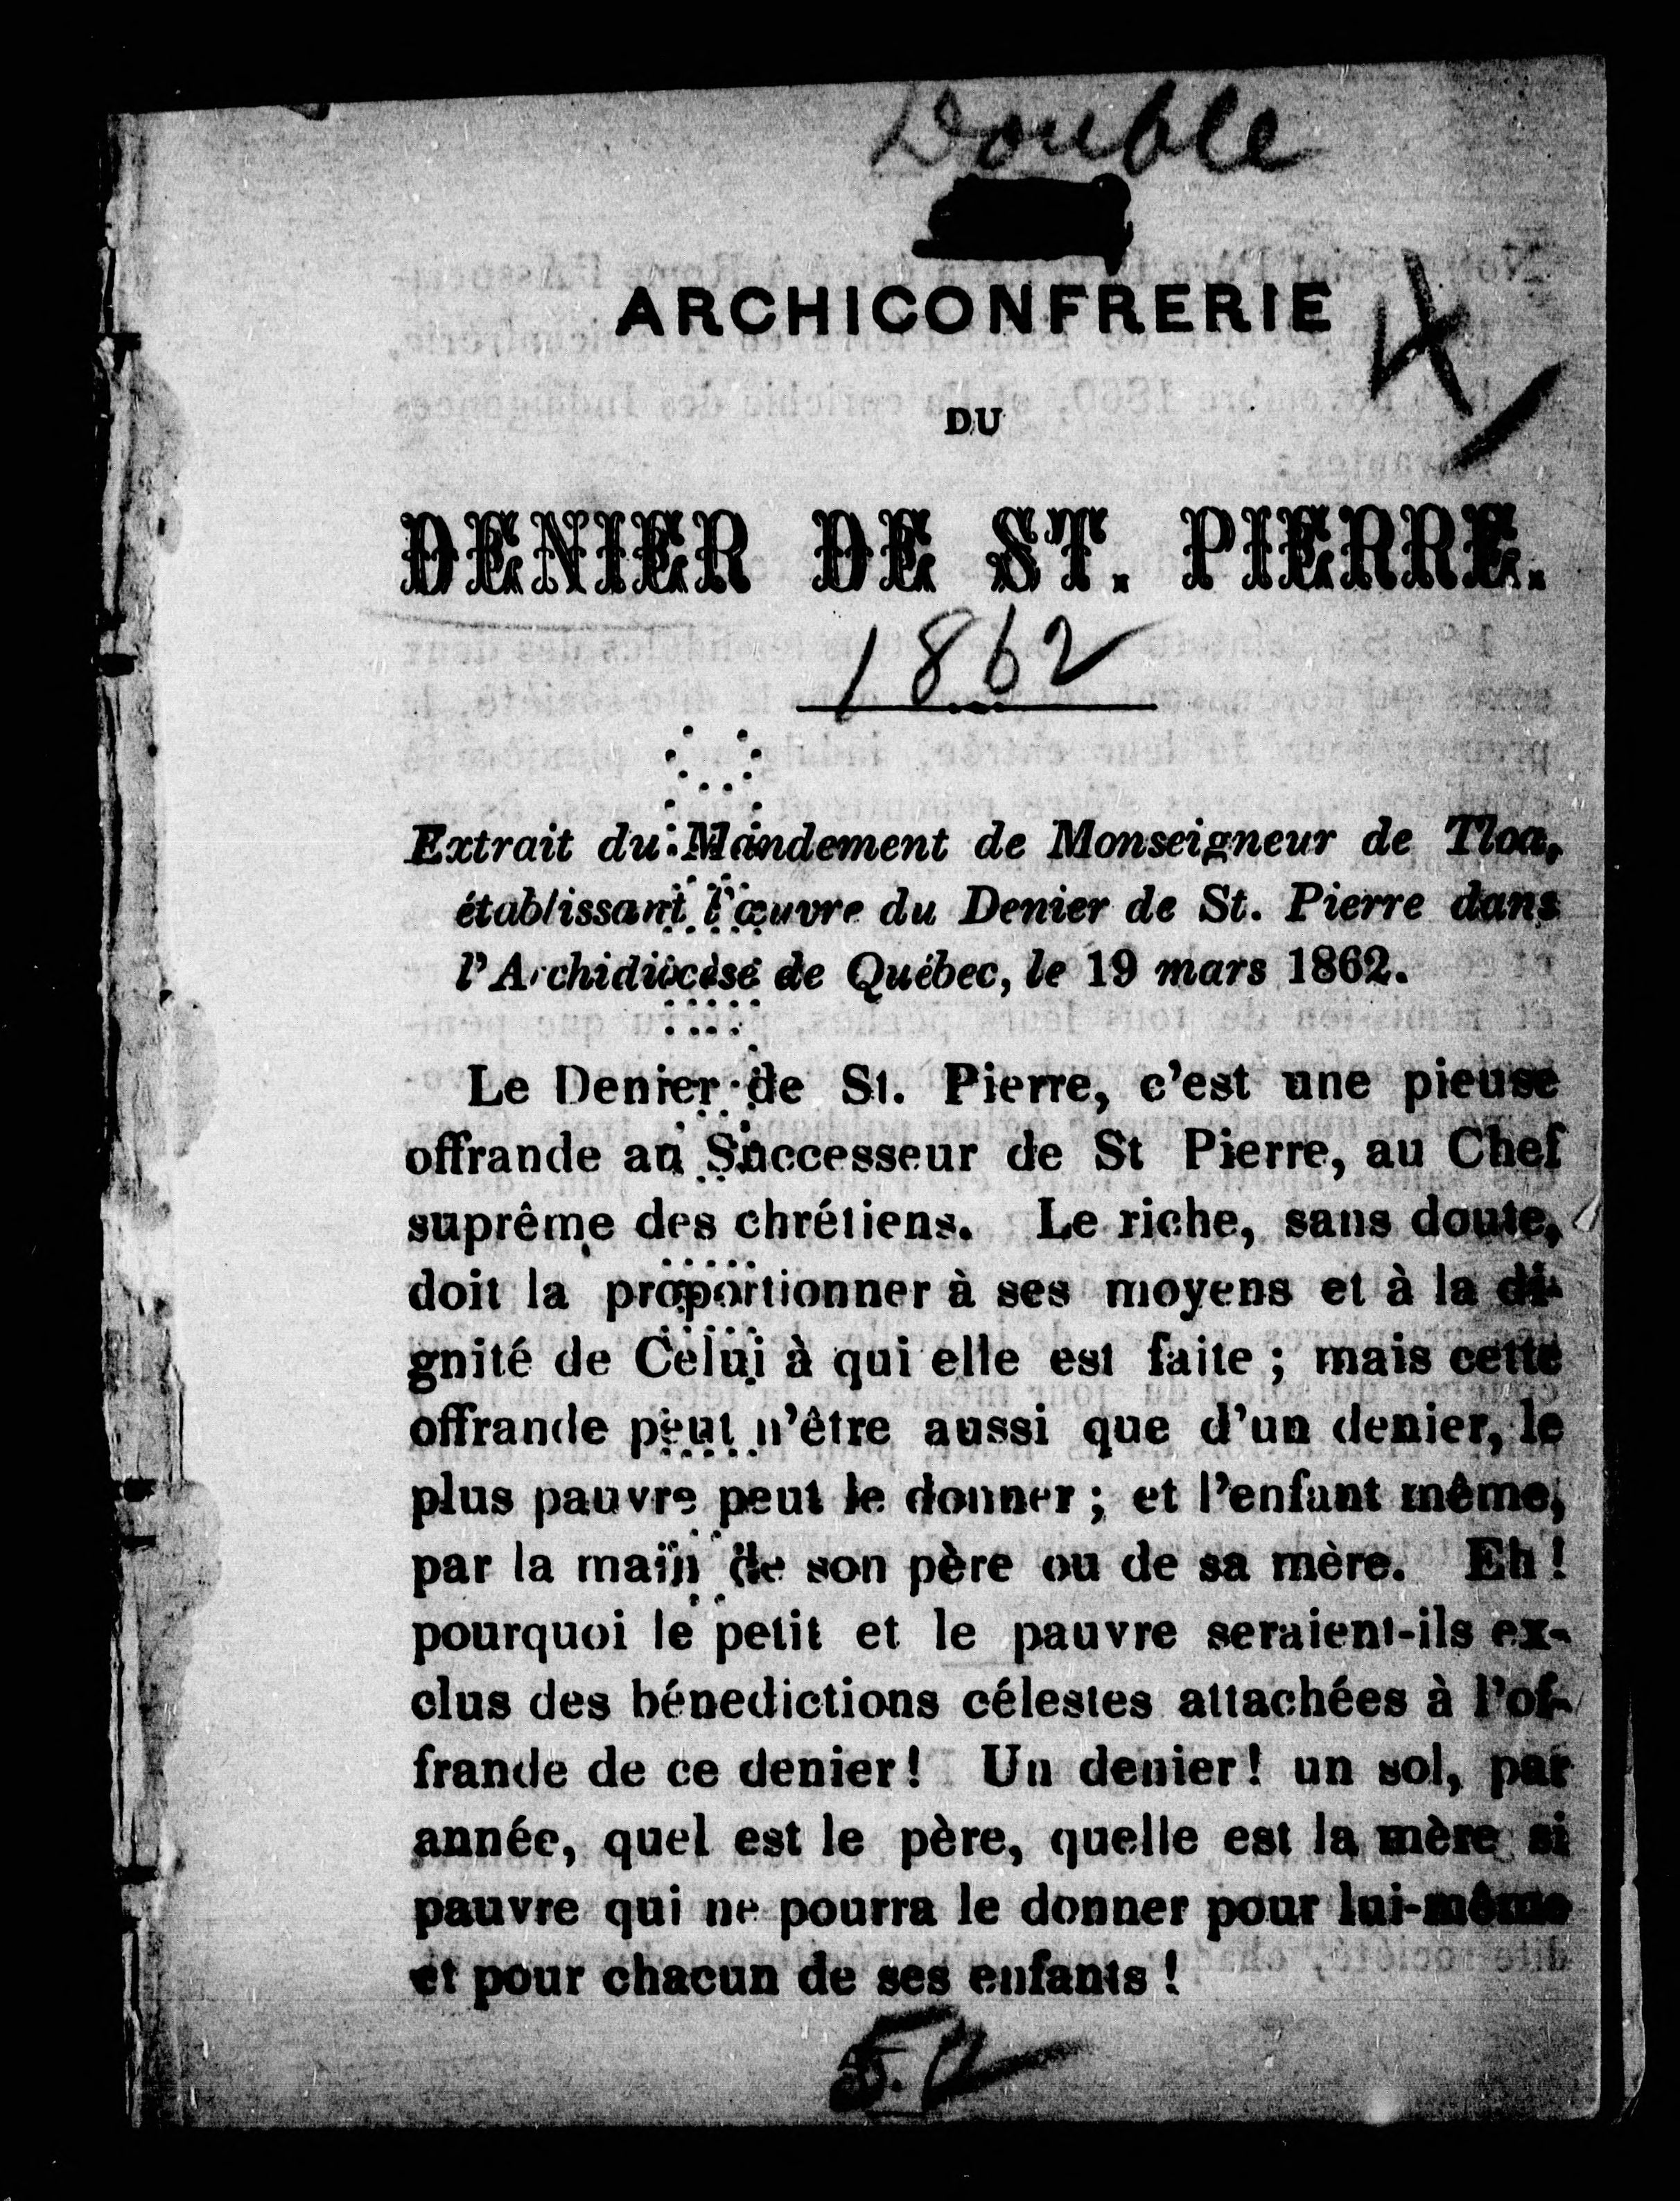 Double
ARCHICONFRERIE
DU
DENIER DE ST. PIERRE.
1862
Extrait du Mandement de Monseigneur de Tloa,
établissant l'œuvre du Denier de St. Pierre dans
l'Archidiocèse de Québec, le 19 mars 1862.
Le Denier de St. Pierre, c'est une pieuse
offrande au Successeur de St Pierre, au Chef
suprême des chrétiens. Le riche, sans doute,
doit la proportionner à ses moyens et à la di-
gnité de Celui à qui elle est faite ; mais cette
offrande peut n'être aussi que d'un denier, le
plus pauvre peut le donner ; et l'enfant même,
par la main de son père ou de sa mère. Eh !
pourquoi le petit et le pauvre seraient-ils ex-
clus des bénedictions célestes attachées à l'of-
frande de ce denier ! Un denier ! un sol, par
année, quel est le père, quelle est la mère si
pauvre qui ne pourra le donner pour lui-même
et pour chacun de ses enfants !